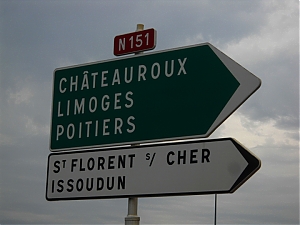 N 151
CHÂTEAUROUX
LIMOGES
POITIERS
ST FLORENT S/ CHER
ISSOUDUN